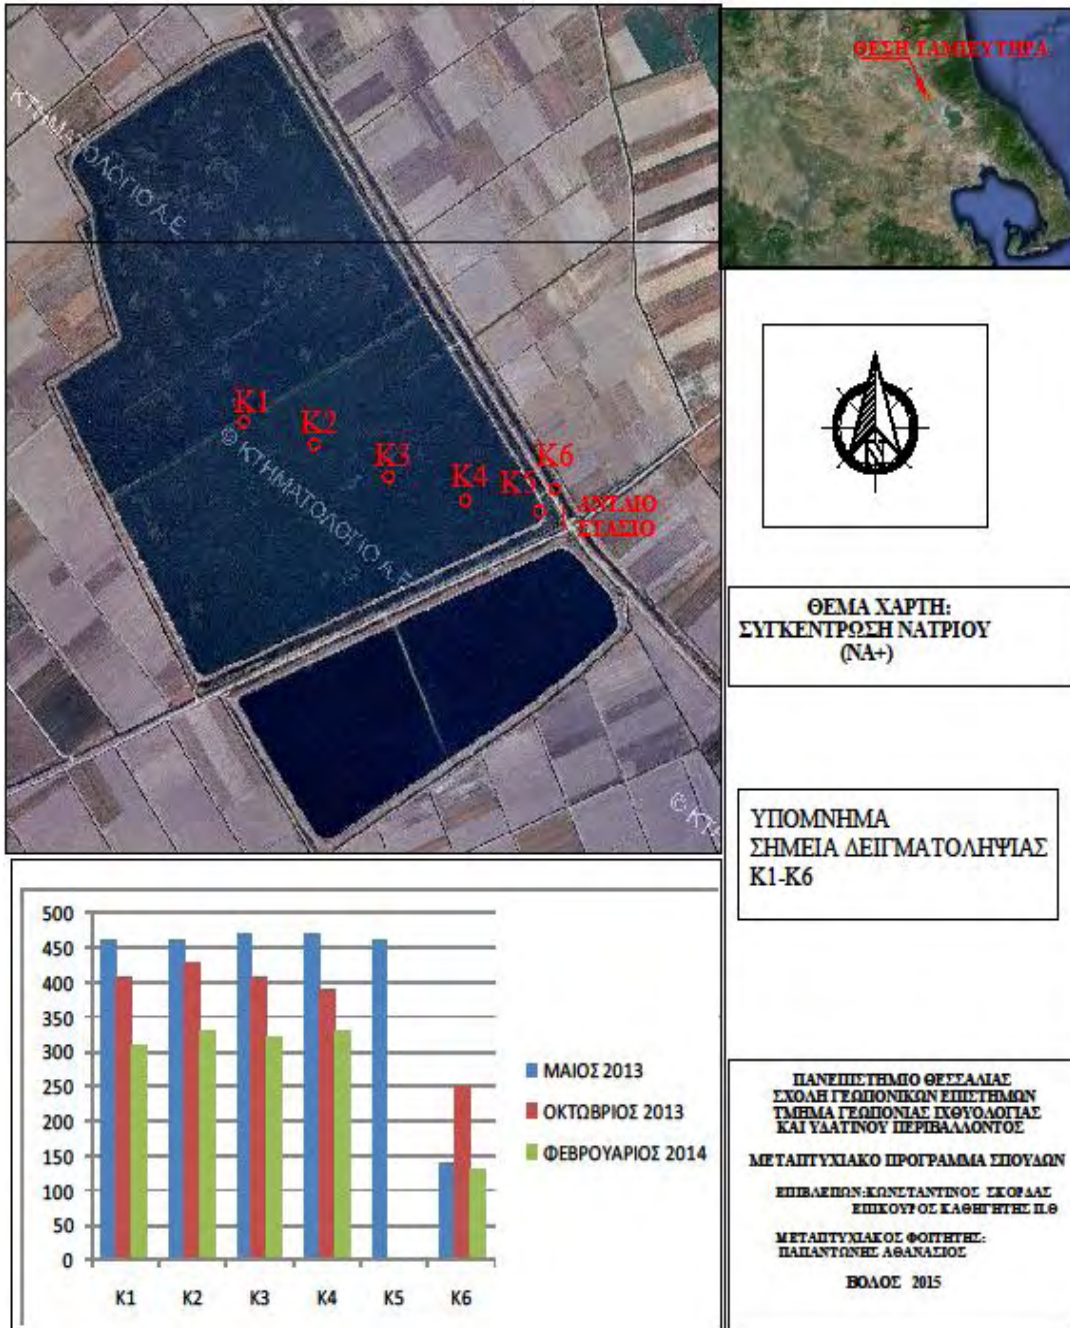 ΚΤΗΜΑΤΟΛΟΓΙΟ Α.Ε.
© ΚΤΗΜΑΤΟΛΟΓΙΟ Α.Ε
© ΚΤΗ
Κ1
Κ2
Κ3
Κ4
Κ5
Κ6
ΑΝΤΛΙΟ
ΣΤΑΣΙΟ
ΘΕΣΗ ΤΑΜΙΕΥΤΗΡΑ
N
ΘΕΜΑ ΧΑΡΤΗ:
ΣΥΓΚΕΝΤΡΩΣΗ ΝΑΤΡΙΟΥ
(ΝΑ+)
ΥΠΟΜΝΗΜΑ
ΣΗΜΕΙΑ ΔΕΙΓΜΑΤΟΛΗΨΙΑΣ
Κ1-Κ6
500
450
400
350
300
250
200
150
100
50
0
Κ1 Κ2 Κ3 Κ4 Κ5 Κ6
ΜΑΙΟΣ 2013
ΟΚΤΩΒΡΙΟΣ 2013
ΦΕΒΡΟΥΑΡΙΟΣ 2014
ΠΑΝΕΠΙΣΤΗΜΙΟ ΘΕΣΣΑΛΙΑΣ
ΣΧΟΛΗ ΓΕΩΠΟΝΙΚΩΝ ΕΠΙΣΤΗΜΩΝ
ΤΜΗΜΑ ΓΕΩΠΟΝΙΑΣ ΙΧΘΥΟΛΟΓΙΑΣ
ΚΑΙ ΥΔΑΤΙΝΟΥ ΠΕΡΙΒΑΛΛΟΝΤΟΣ
ΜΕΤΑΠΤΥΧΙΑΚΟ ΠΡΟΓΡΑΜΜΑ ΣΠΟΥΔΩΝ
ΕΠΙΒΛΕΠΩΝ:ΚΩΝΣΤΑΝΤΙΝΟΣ ΣΚΟΡΔΑΣ
ΕΠΙΚΟΥΡΟΣ ΚΑΘΗΓΗΤΗΣ Π.Θ
ΜΕΤΑΠΤΥΧΙΑΚΟΣ ΦΟΙΤΗΤΗΣ:
ΠΑΠΑΝΤΩΝΗΣ ΑΘΑΝΑΣΙΟΣ
ΒΟΛΟΣ 2015